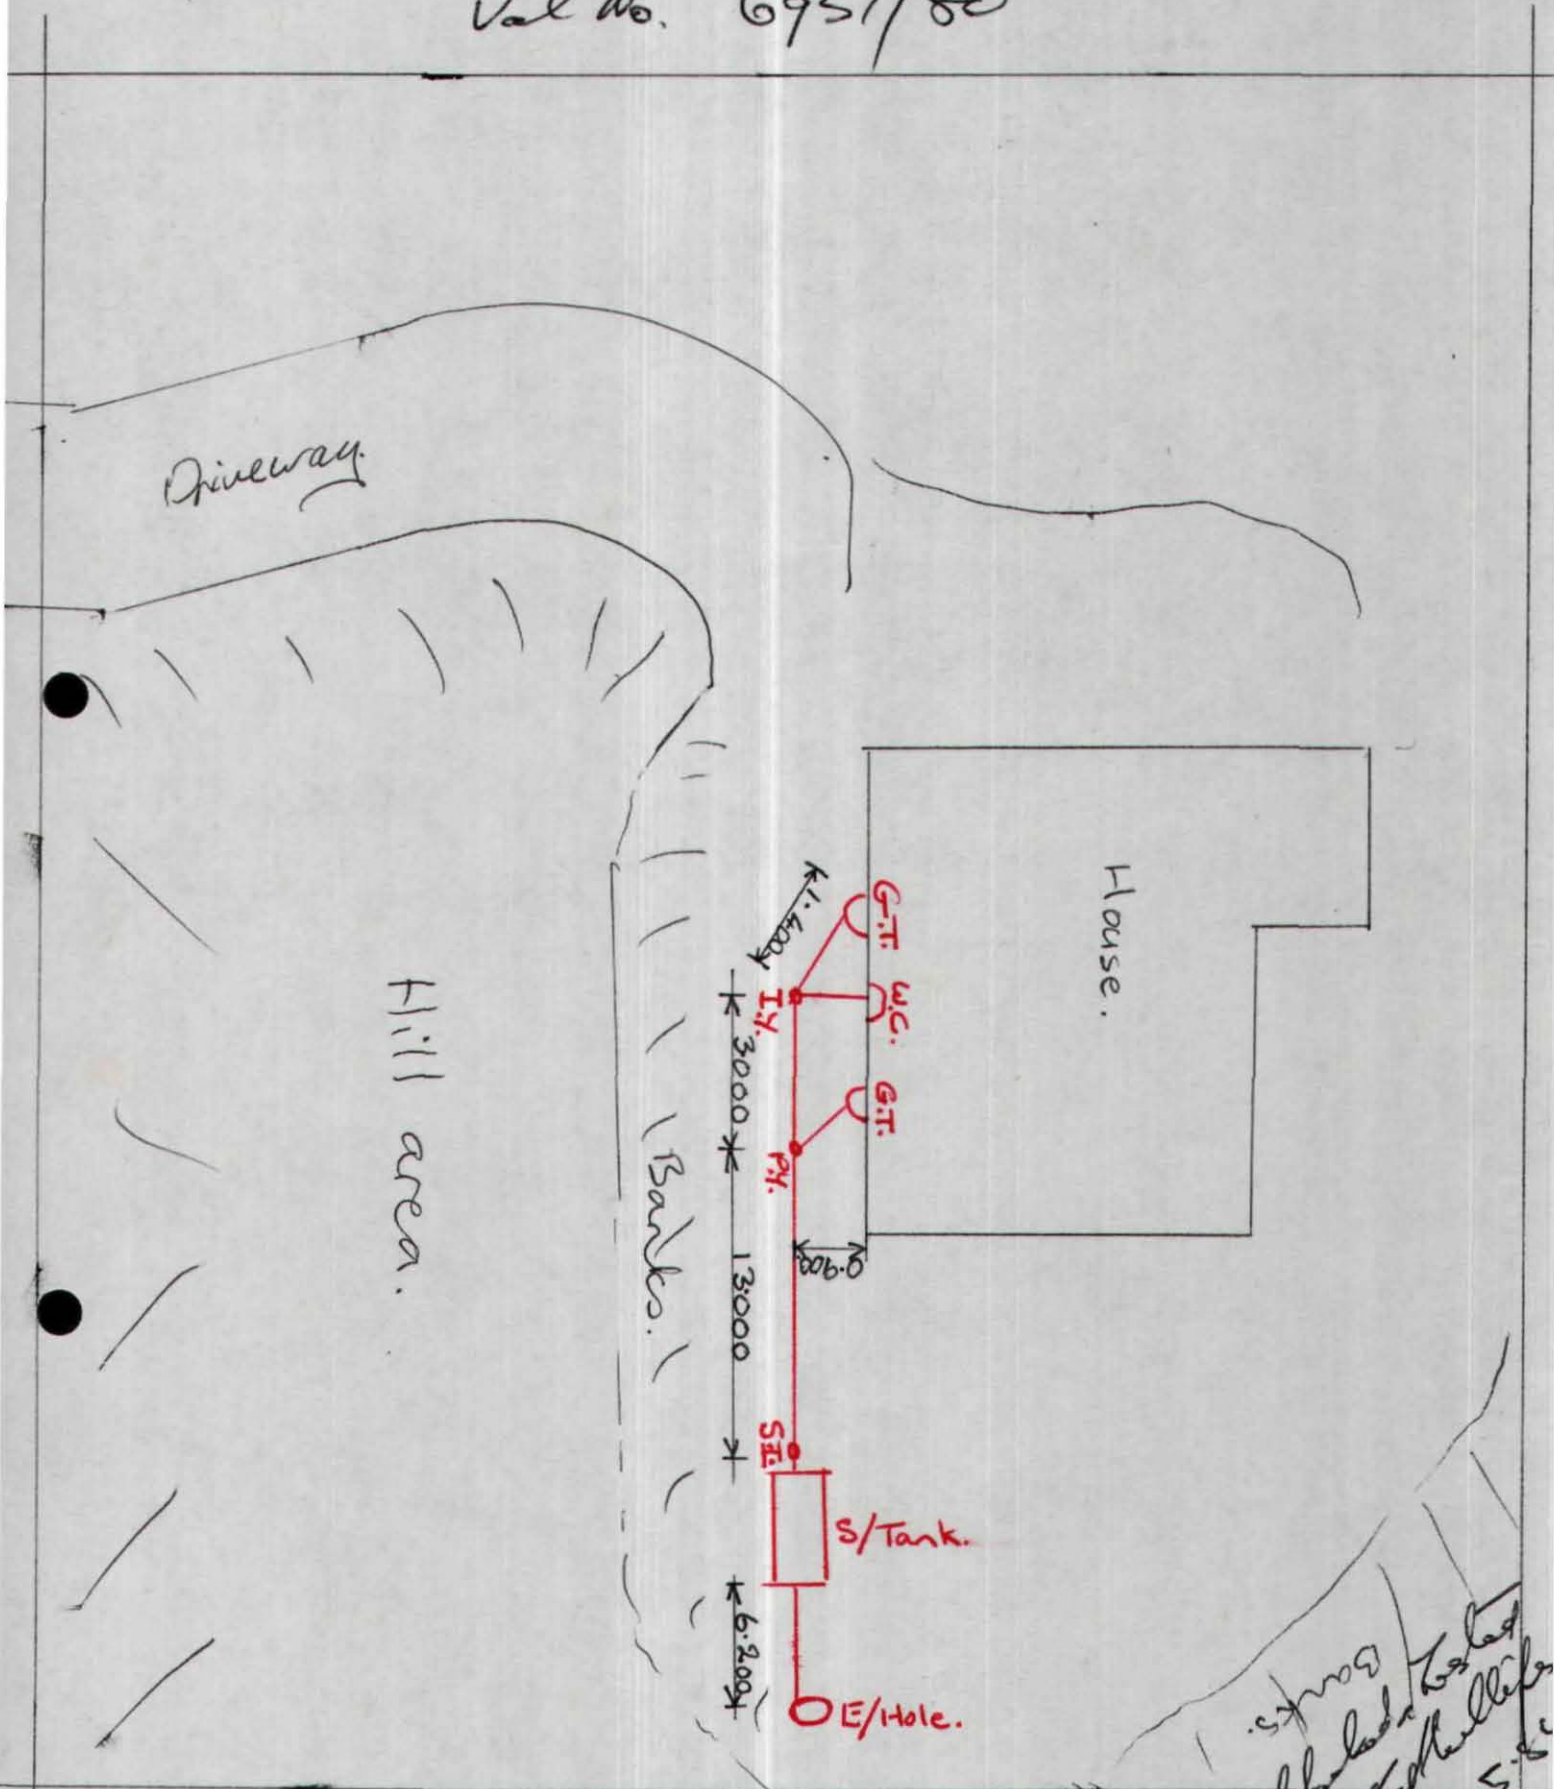 Val No. 6951/80
Driveway.
House.
G.T.
1.400
W.C.
I.Y.
3000
G.T.
P.Y.
Hill area.
Banks.
0.900
13.000
S.I.
S/Tank.
6.200
E/Hole.
Banks.